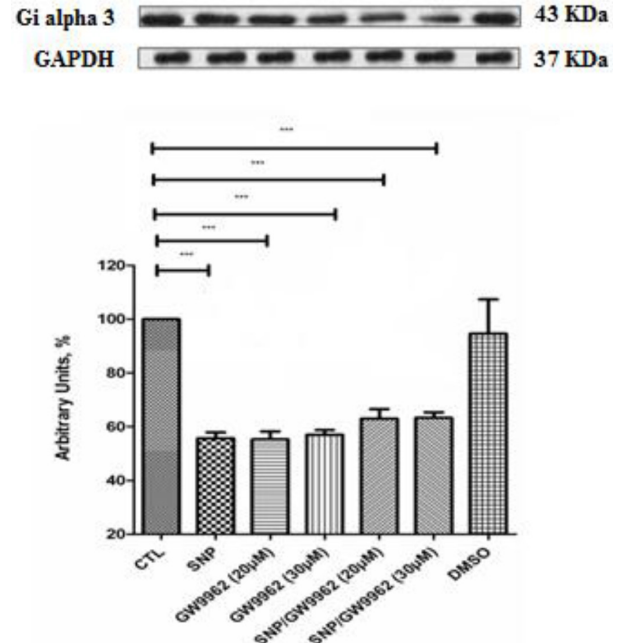 Gi alpha 3 43 KDa
GAPDH 37 KDa
***
***
***
***
***
120
100
80
60
40
20
Arbitrary Units, %
CTL
SNP
GW9962 (20µM)
GW9962 (30µM)
SNP/GW9962 (20µM)
SNP/GW9962 (30µM)
DMSO